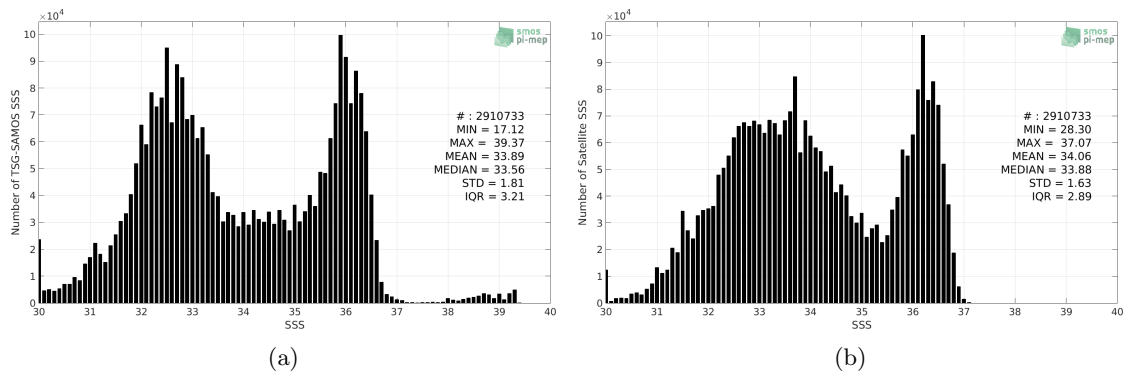 ×10⁴
10
9
8
7
6
5
4
3
2
1
0
Number of TSG-SAMOS SSS
30 31 32 33 34 35 36 37 38 39 40
SSS
smos
pi-mep
# : 2910733
MIN = 17.12
MAX = 39.37
MEAN = 33.89
MEDIAN = 33.56
STD = 1.81
IQR = 3.21
(a)
×10⁴
10
9
8
7
6
5
4
3
2
1
0
Number of Satellite SSS
30 31 32 33 34 35 36 37 38 39 40
SSS
smos
pi-mep
# : 2910733
MIN = 28.30
MAX = 37.07
MEAN = 34.06
MEDIAN = 33.88
STD = 1.63
IQR = 2.89
(b)